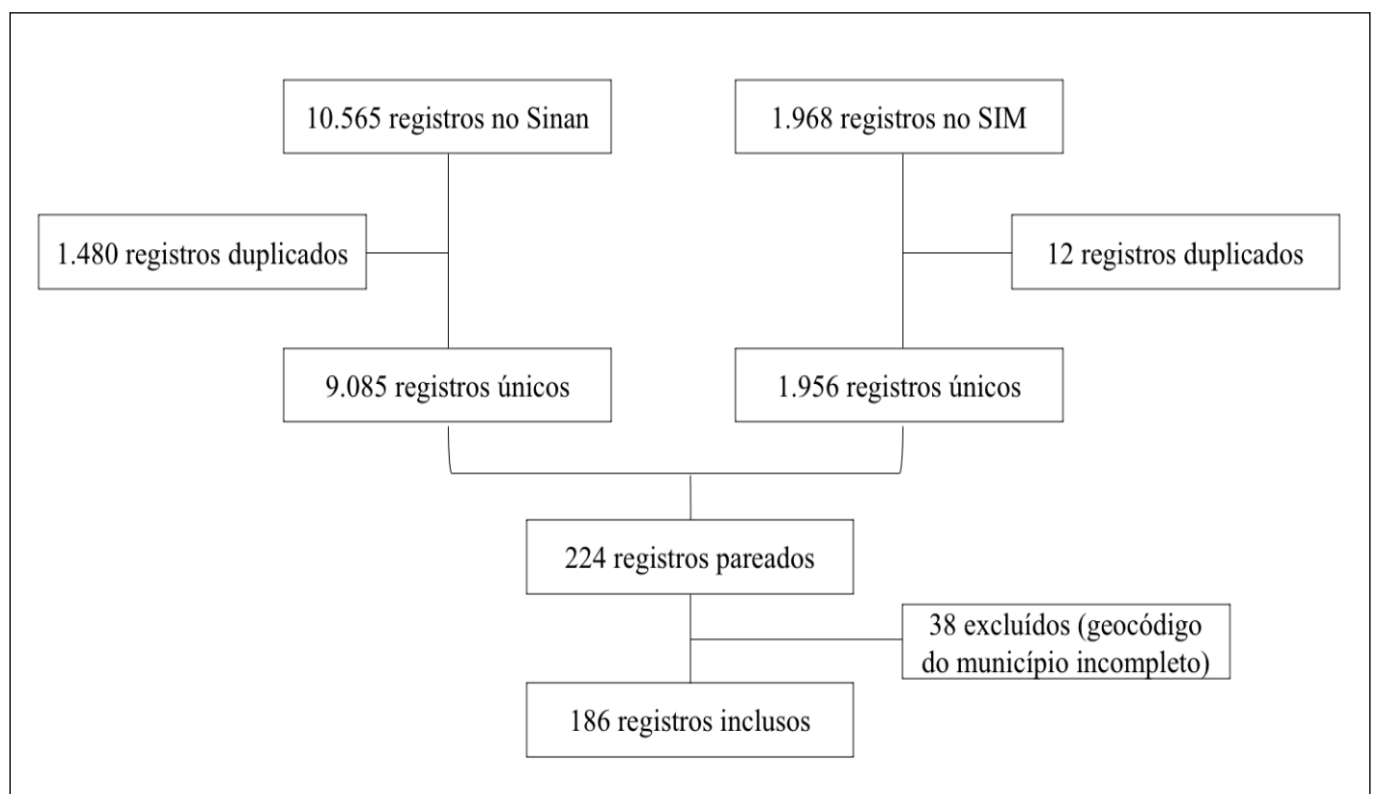 10.565 registros no Sinan
1.968 registros no SIM
1.480 registros duplicados
12 registros duplicados
9.085 registros únicos
1.956 registros únicos
224 registros pareados
38 excluídos (geocódigo
do município incompleto)
186 registros inclusos